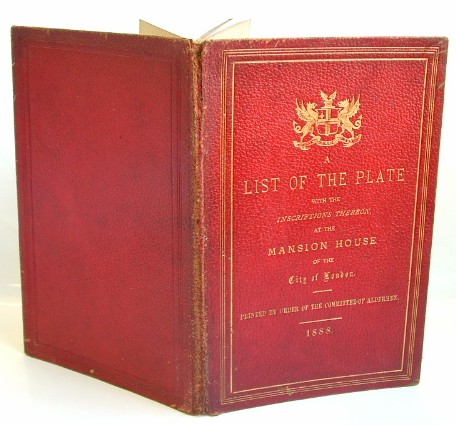 A
LIST OF THE PLATE
WITH THE
INSCRIPTIONS THEREON,
AT THE
MANSION HOUSE
OF THE
City of London.
PRINTED BY ORDER OF THE COMMITTEE OF ALDERMEN.
1888.